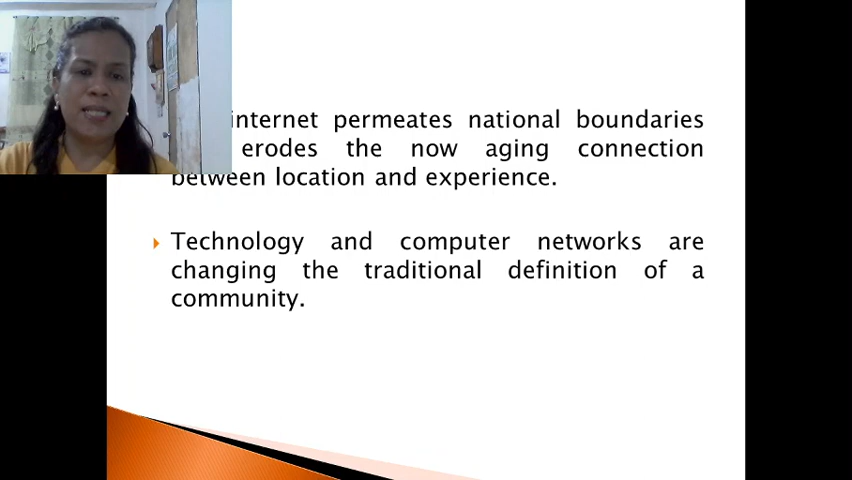 internet permeates national boundaries
erodes the now aging connection
between location and experience.
Technology and computer networks are
changing the traditional definition of a
community.